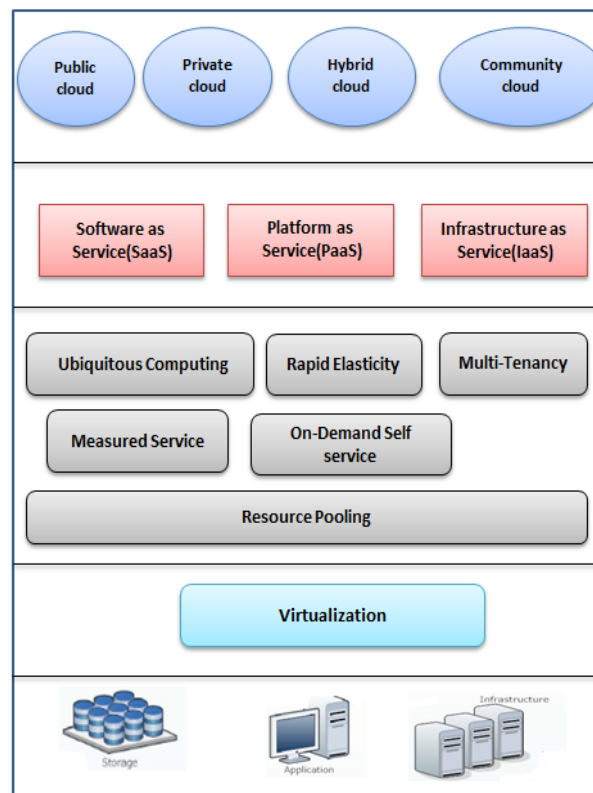 Public
cloud
Private
cloud
Hybrid
cloud
Community
cloud
Software as
Service(SaaS)
Platform as
Service(PaaS)
Infrastructure as
Service(IaaS)
Ubiquitous Computing
Rapid Elasticity
Multi-Tenancy
Measured Service
On-Demand Self
service
Resource Pooling
Virtualization
Storage
Application
Infrastructure